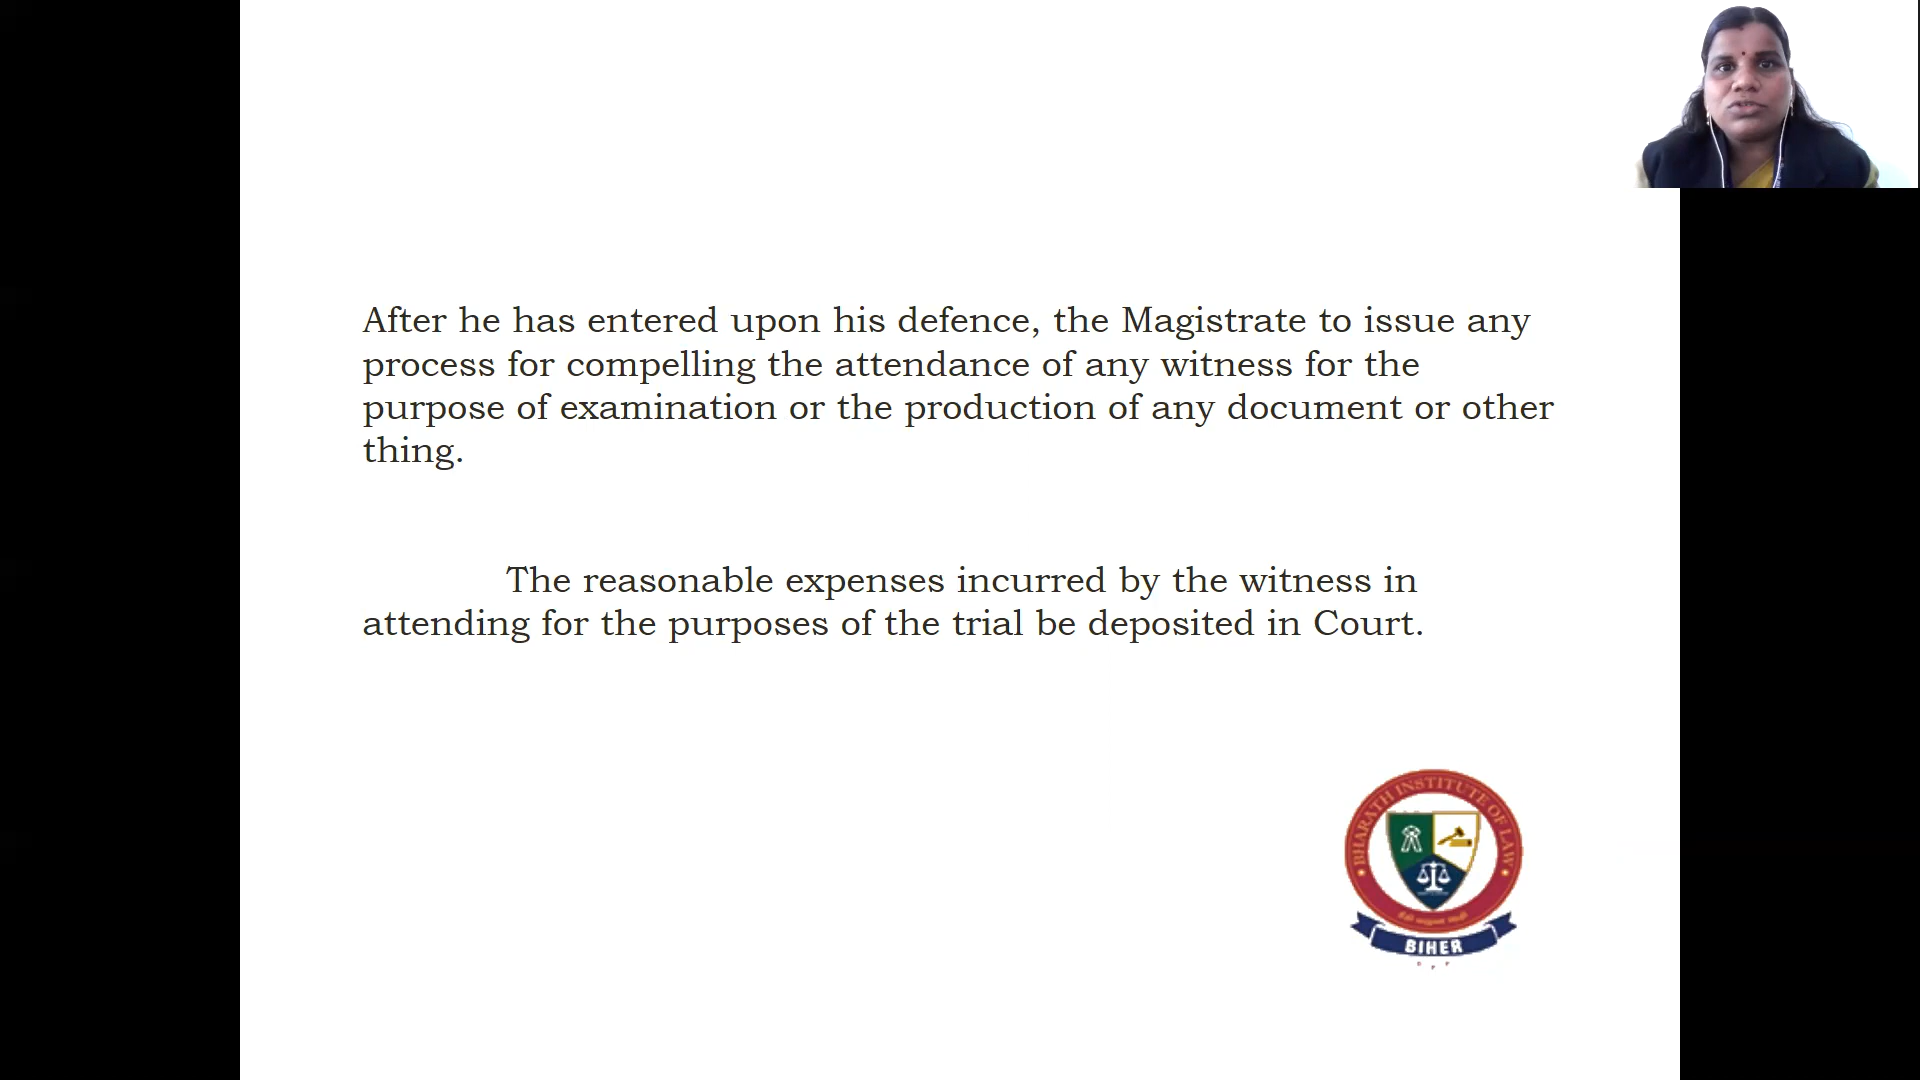 After he has entered upon his defence, the Magistrate to issue any
process for compelling the attendance of any witness for the
purpose of examination or the production of any document or other
thing.
The reasonable expenses incurred by the witness in
attending for the purposes of the trial be deposited in Court.
BHARATH INSTITUTE OF LAW
BIHER